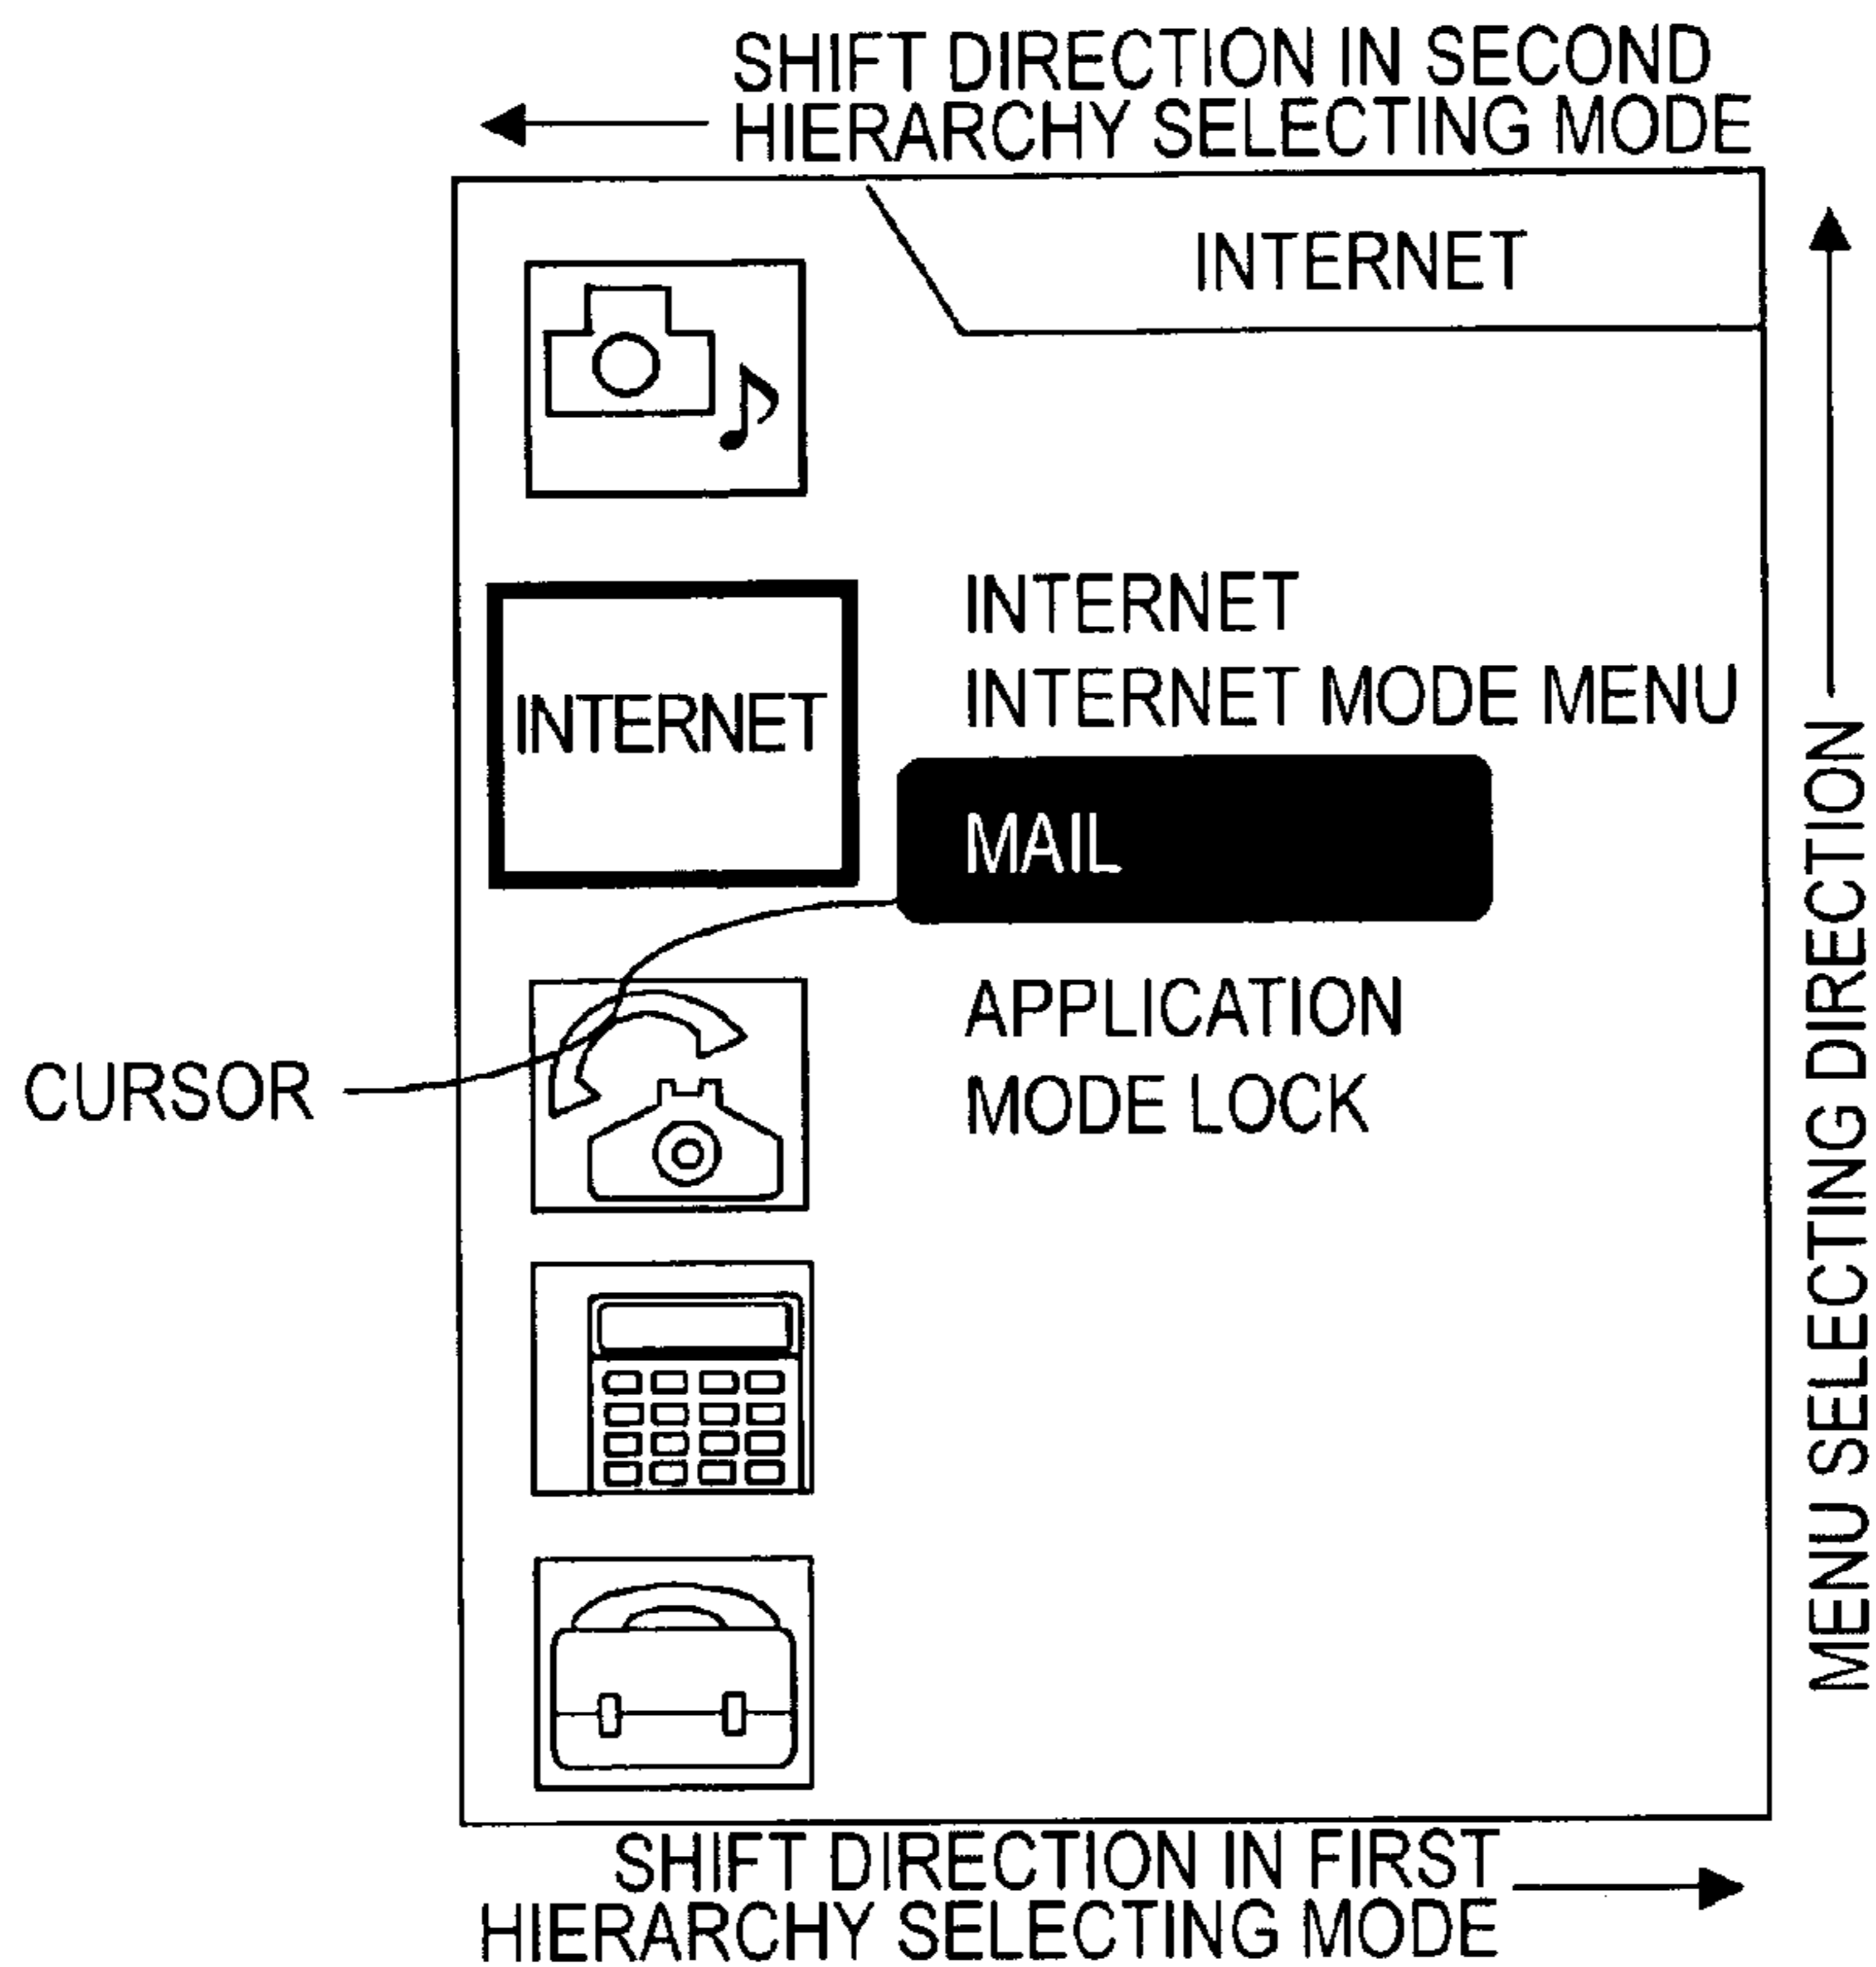 SHIFT DIRECTION IN SECOND
HIERARCHY SELECTING MODE
INTERNET
INTERNET
INTERNET MODE MENU
INTERNET
MAIL
APPLICATION
MODE LOCK
CURSOR
MENU SELECTING DIRECTION
SHIFT DIRECTION IN FIRST
HIERARCHY SELECTING MODE